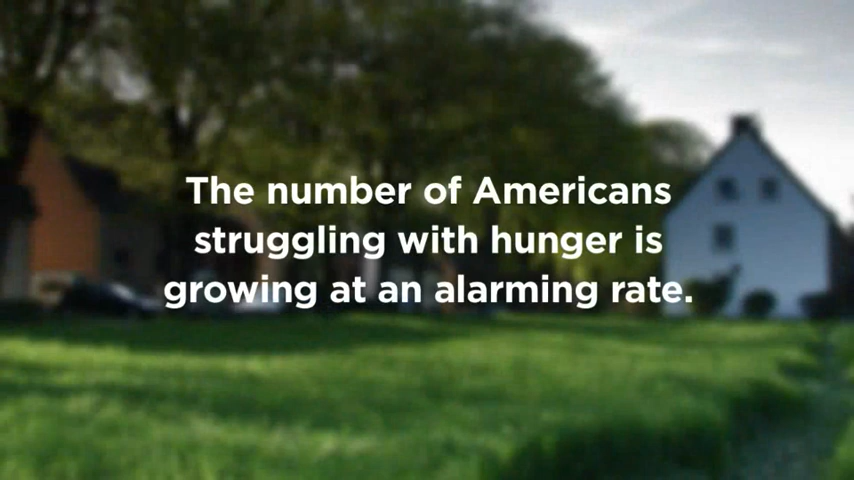 The number of Americans
struggling with hunger is
growing at an alarming rate.